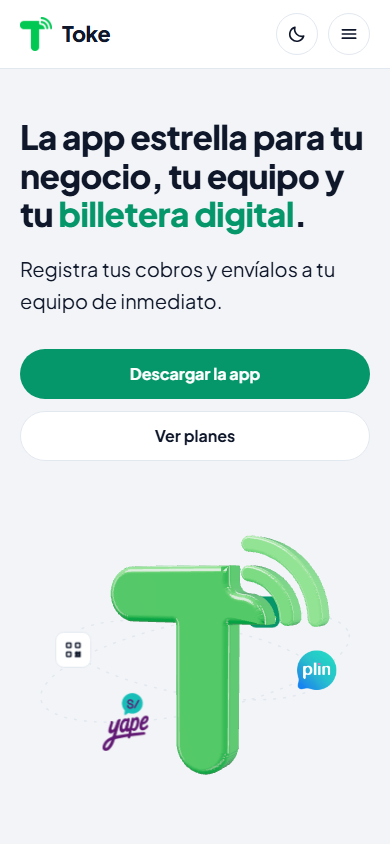 Toke
La app estrella para tu
negocio, tu equipo y
tu billetera digital.
Registra tus cobros y envíalos a tu
equipo de inmediato.
Descargar la app
Ver planes
plin
S/
yape